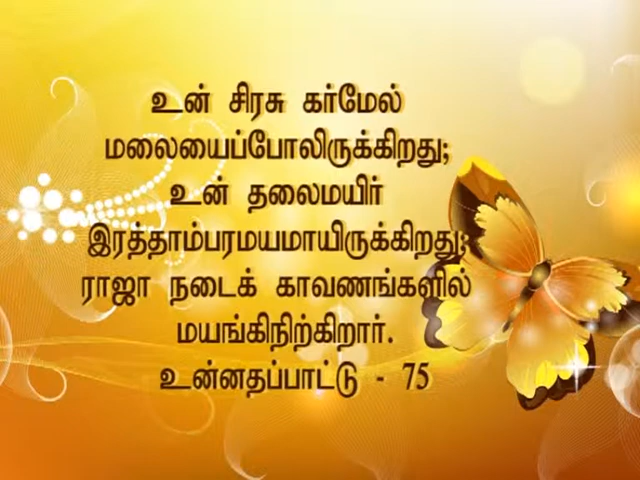 உன் சிரசு கர்மேல்
மலையைப்போலிருக்கிறது;
உன் தலைமயிர்
இரத்தாம்பரமயமாயிருக்கிறது;
ராஜா நடைக் காவணங்களில்
மயங்கிநிற்கிறார்.
உன்னதப்பாட்டு - 75